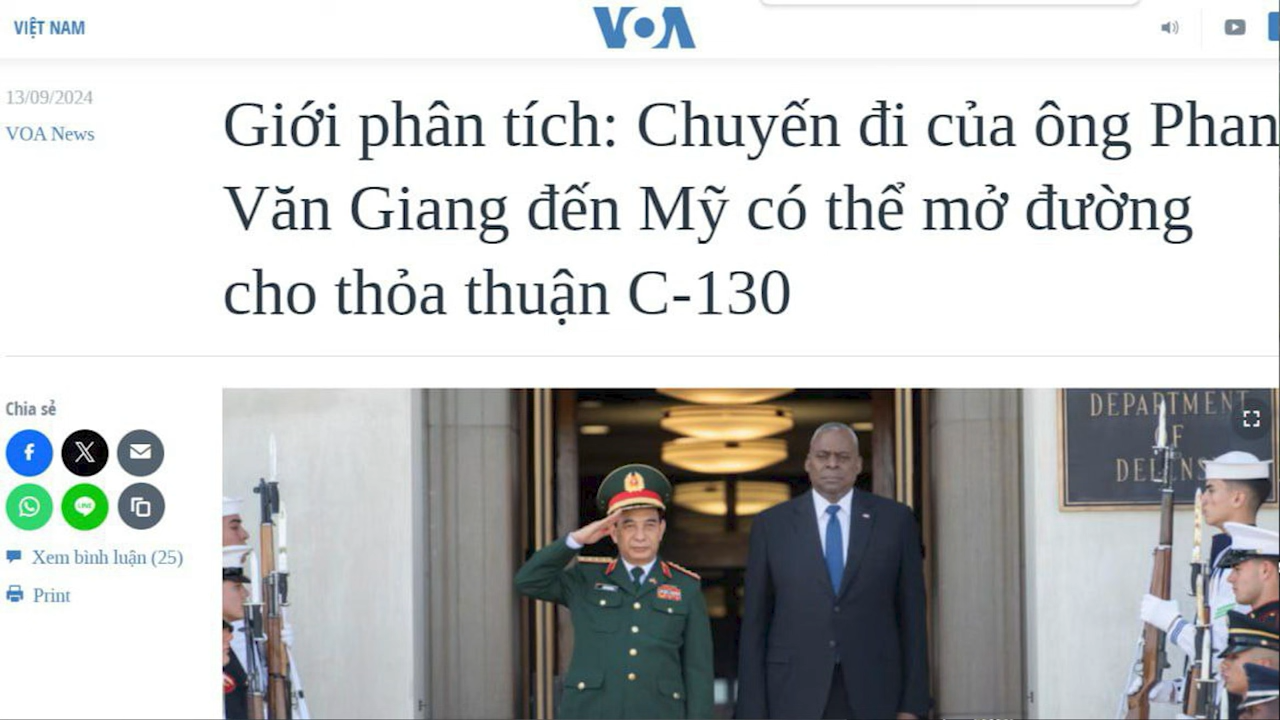 VIỆT NAM
VOA
13/09/2024
VOA News
Giới phân tích: Chuyến đi của ông Phan
Văn Giang đến Mỹ có thể mở đường
cho thỏa thuận C-130
Chia sẻ
Xem bình luận (25)
Print
DEPARTMENT
OF
DEFENSE
LINE